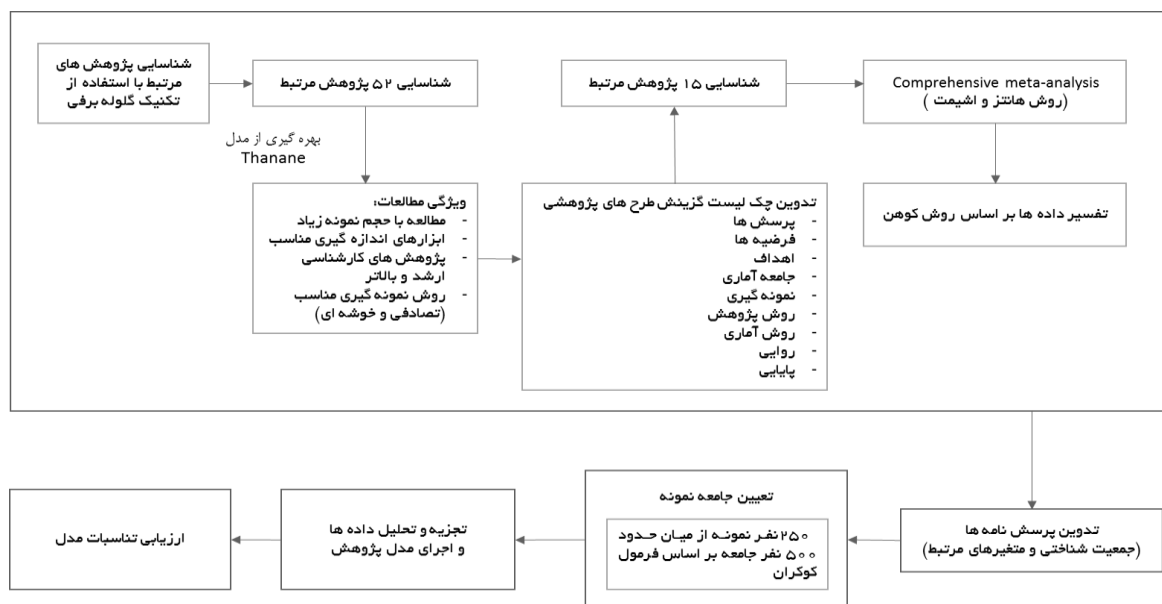 شناسایی پژوهش های
مرتبط با استفاده از
تکنیک گلوله برفی
شناسایی ۵۲ پژوهش مرتبط
بهره گیری از مدل
Thanane
ویژگی مطالعات:
- مطالعه با حجم نمونه زیاد
- ابزارهای اندازه گیری مناسب
- پژوهش های کارشناسی
ارشد و بالاتر
- روش نمونه گیری مناسب
(تصادفی و خوشه ای)
تدوین چک لیست گزینش طرح های پژوهشی
- پرسش ها
- فرضیه ها
- اهداف
- جامعه آماری
- نمونه گیری
- روش پژوهش
- روش آماری
- روایی
- پایایی
شناسایی ۱۵ پژوهش مرتبط
Comprehensive meta-analysis
(روش هانتز و اشیمت )
تفسیر داده ها بر اساس روش کوهن
تدوین پرسش نامه ها
(جمعیت شناختی و متغیرهای مرتبط)
تعیین جامعه نمونه
۲۵۰ نفر نمونه از میان حدود
۵۰۰ نفر جامعه بر اساس فرمول
کوکران
تجزیه و تحلیل داده ها
و اجرای مدل پژوهش
ارزیابی تناسبات مدل